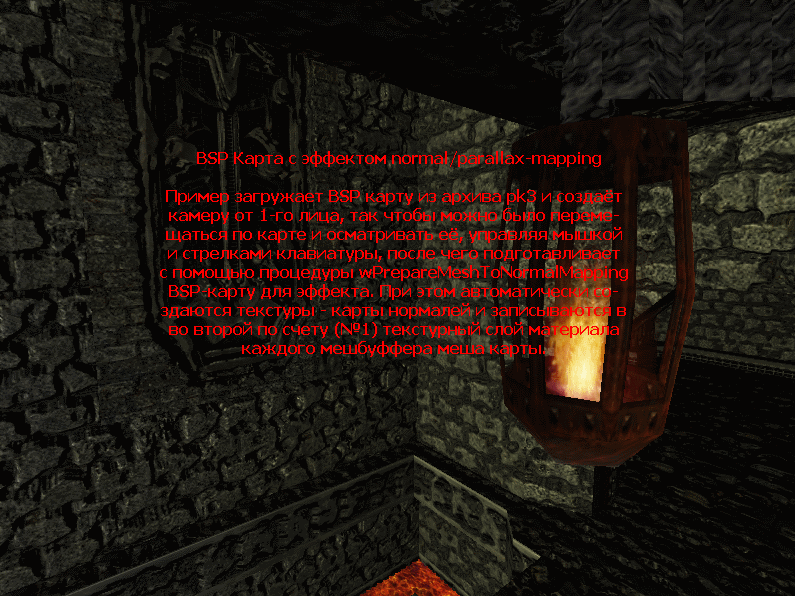 BSP Карта с эффектом normal/parallax-mapping
Пример загружает BSP карту из архива pk3 и создаёт
камеру от 1-го лица, так чтобы можно было переме-
щаться по карте и осматривать её, управляя мышкой
и стрелками клавиатуры, после чего подготавливает
с помощью процедуры wPrepareMeshToNormalMapping
BSP-карту для эффекта. При этом автоматически со-
здаются текстуры - карты нормалей и записываются в
во второй по счету (№1) текстурный слой материала
каждого мешбуффера меша карты.